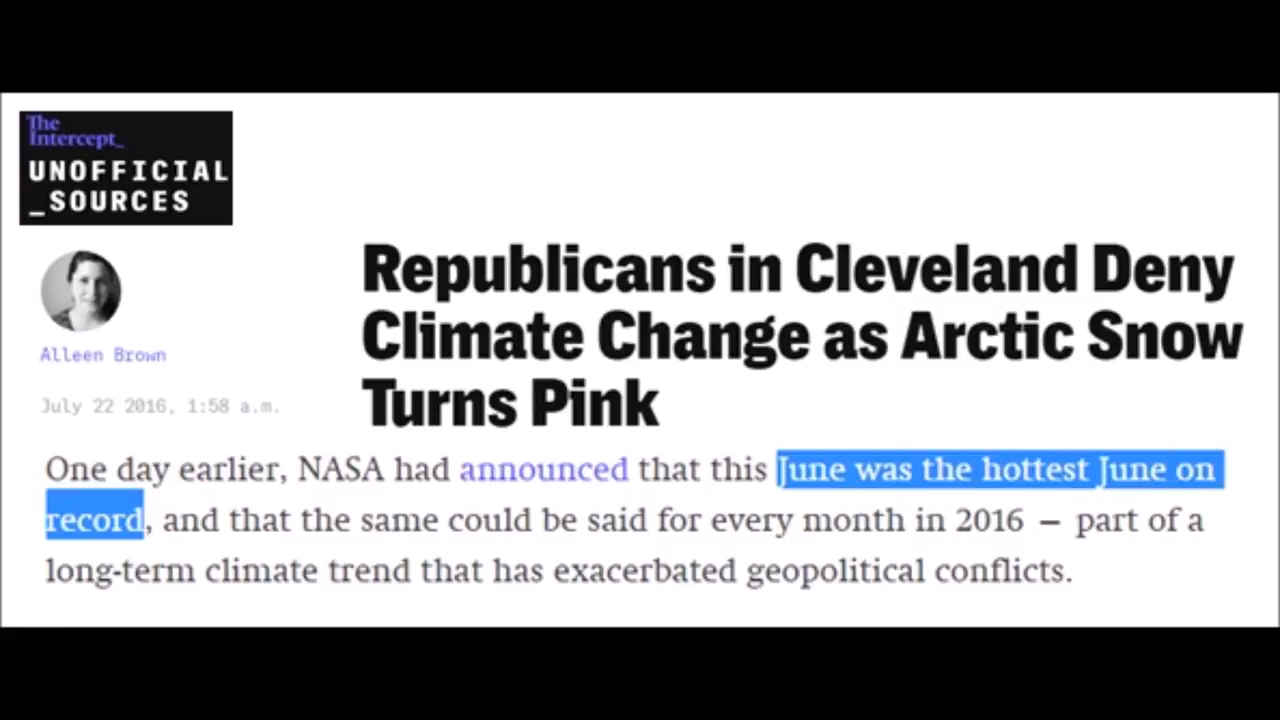 The
Intercept_
UNOFFICIAL
_SOURCES
Alleen Brown
July 22 2016, 1:58 a.m.
Republicans in Cleveland Deny
Climate Change as Arctic Snow
Turns Pink
One day earlier, NASA had announced that this June was the hottest June on
record, and that the same could be said for every month in 2016 — part of a
long-term climate trend that has exacerbated geopolitical conflicts.